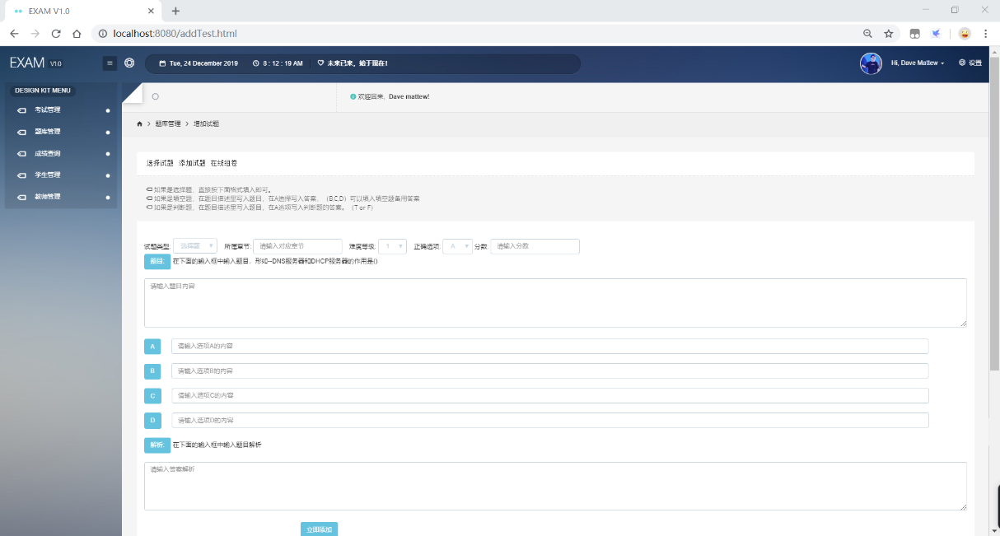 EXAM V1.0
localhost:8080/addTest.html
EXAM V1.0
Tue, 24 December 2019 8 : 12 : 19 AM 未来已来，始于现在！
Hi, Dave Mattew 设置
DESIGN KIT MENU
考试管理
题库管理
成绩查询
学生管理
教师管理
欢迎回来，Dave mattew!
题库管理 > 增加试题
选择试题 添加试题 在线组卷
如果是选择题，直接按下面格式填入即可。
如果是填空题，在题目描述里写入题目，在A选择写入答案，（B,C,D）可以填入填空题备用答案
如果是判断题，在题目描述里写入题目，在A选项写入判断题的答案。（T or F）
试题类型: 选择题 所属章节: 请输入对应章节 难度等级: 1 正确选项: A 分数: 请输入分数
题目: 在下面的输入框中输入题目，形如--DNS服务器和DHCP服务器的作用是()
请输入题目内容
A 请输入选项A的内容
B 请输入选项B的内容
C 请输入选项C的内容
D 请输入选项D的内容
解析: 在下面的输入框中输入题目解析
请输入答案解析
立即添加